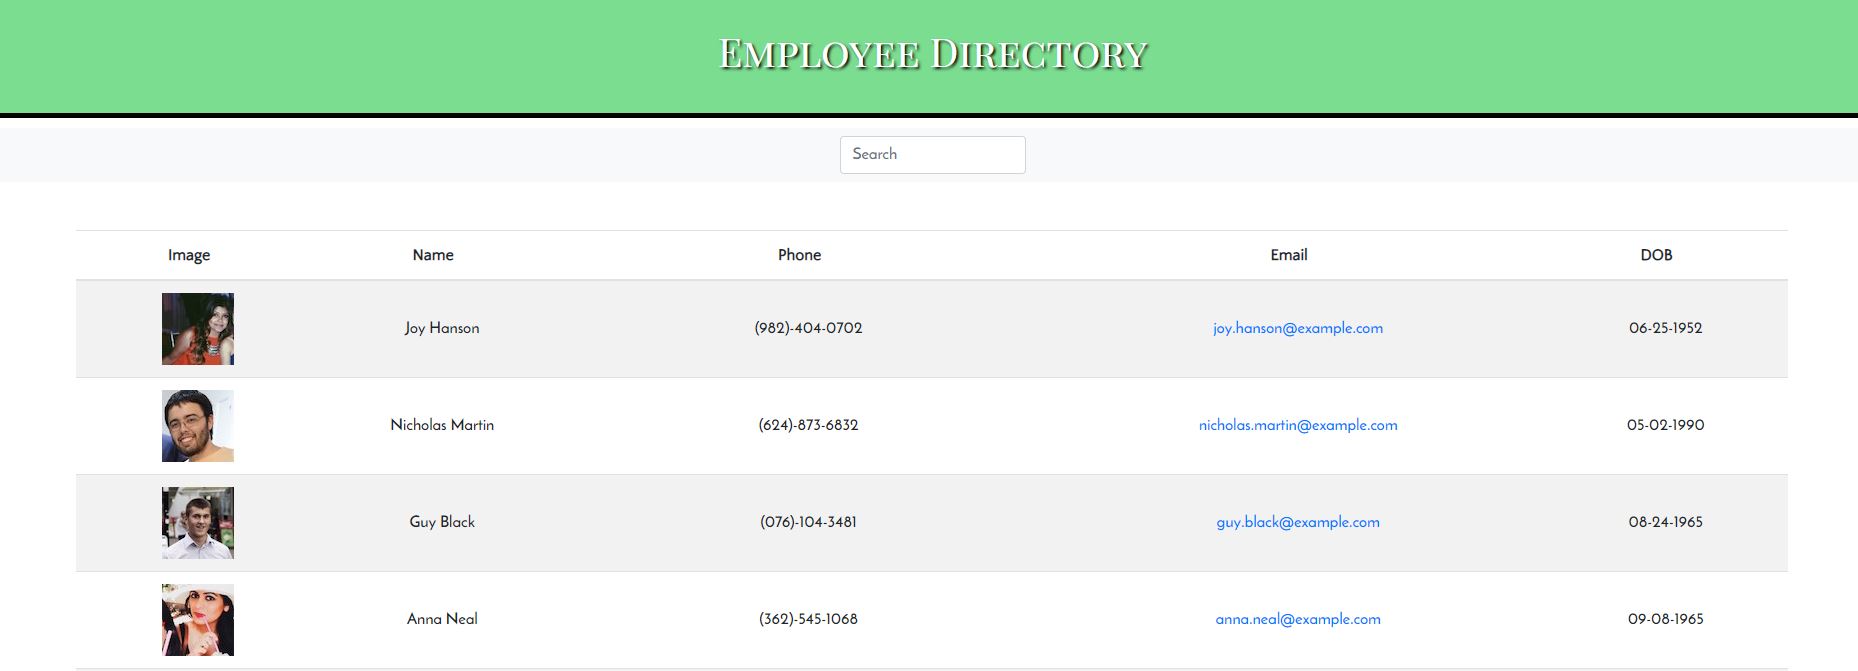 Employee Directory
Search
Image Name Phone Email DOB
Joy Hanson (982)-404-0702 joy.hanson@example.com 06-25-1952
Nicholas Martin (624)-873-6832 nicholas.martin@example.com 05-02-1990
Guy Black (076)-104-3481 guy.black@example.com 08-24-1965
Anna Neal (362)-545-1068 anna.neal@example.com 09-08-1965